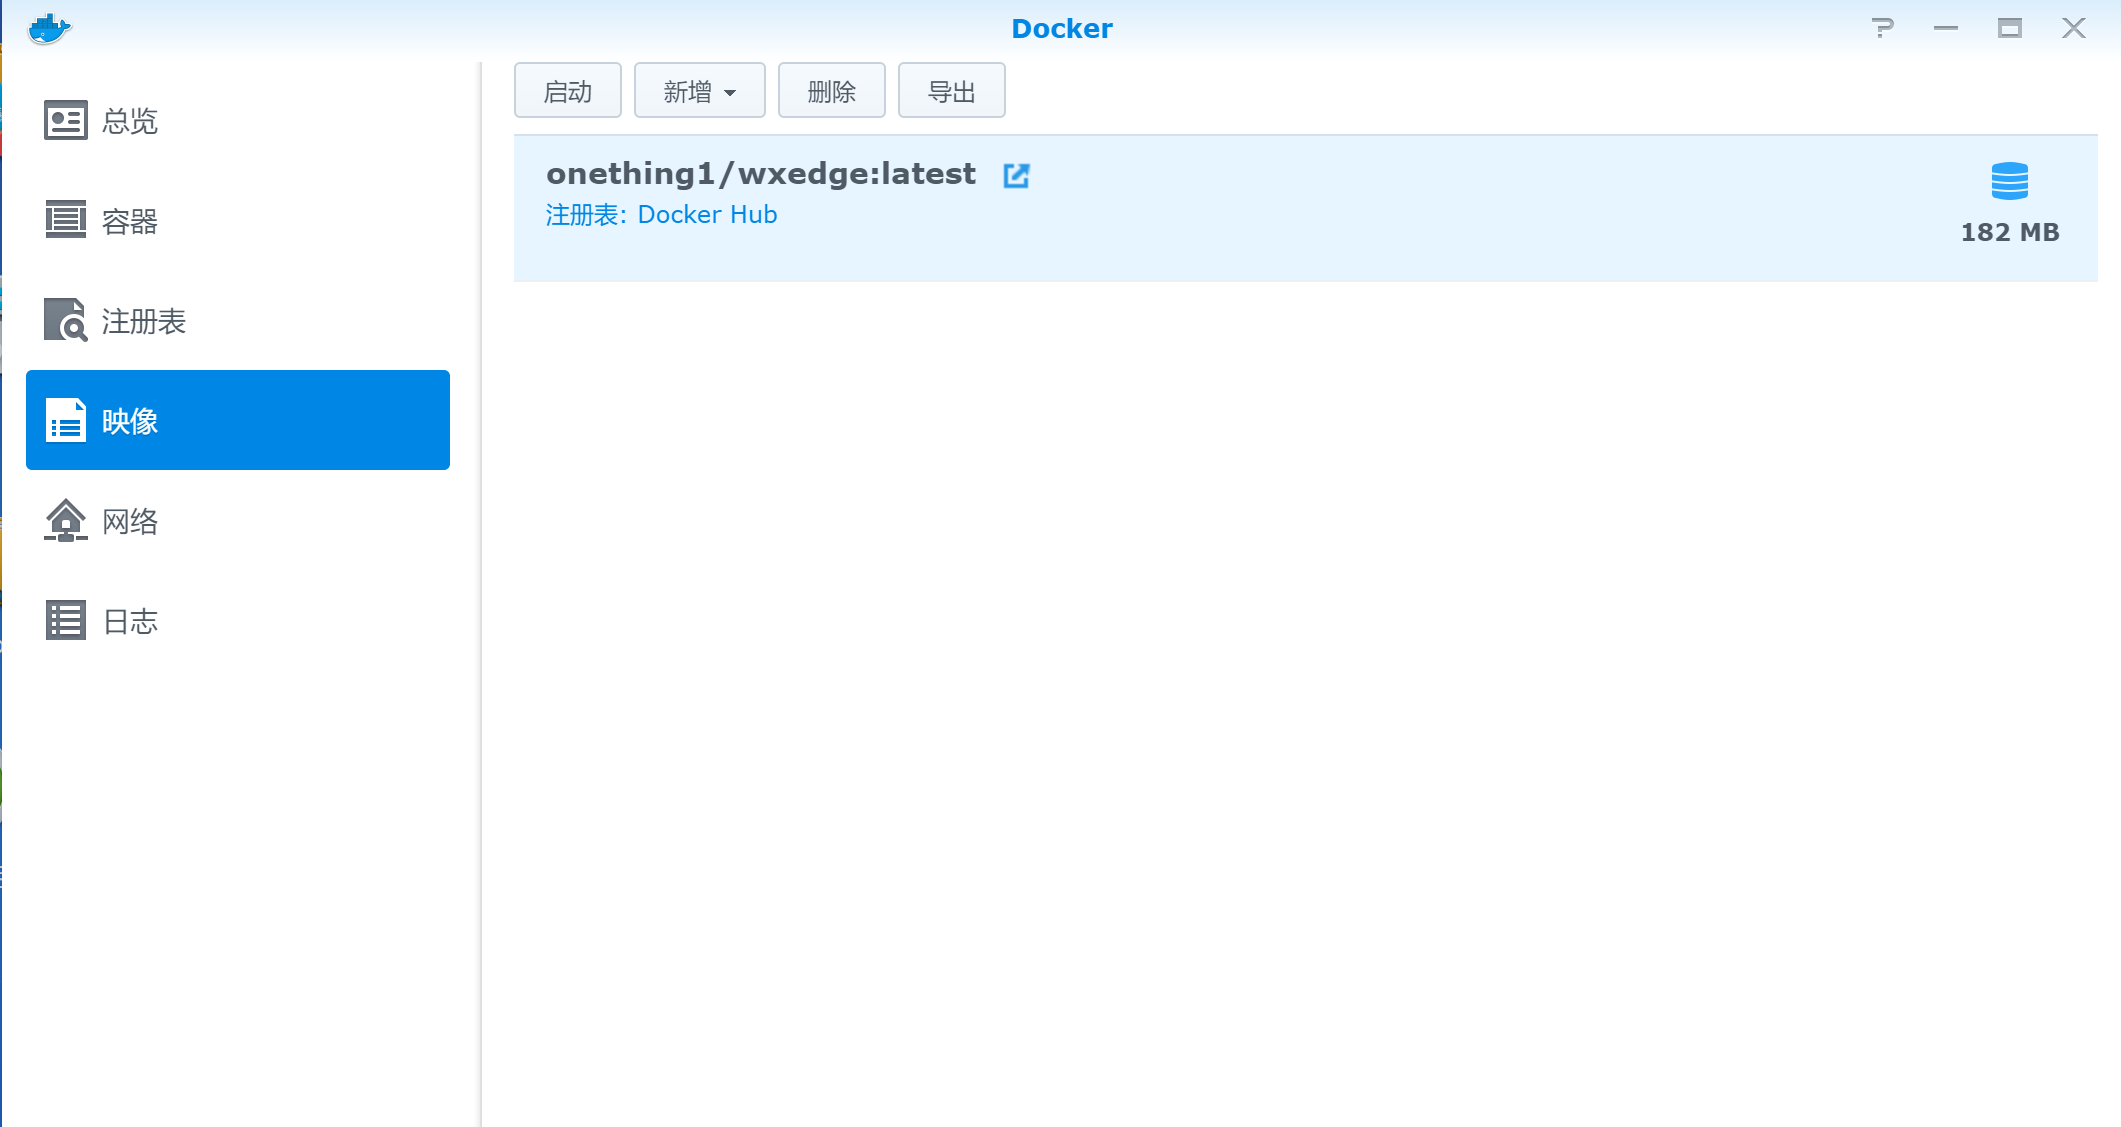 Docker
总览
容器
注册表
映像
网络
日志
启动 新增 删除 导出
onething1/wxedge:latest
注册表: Docker Hub
182 MB